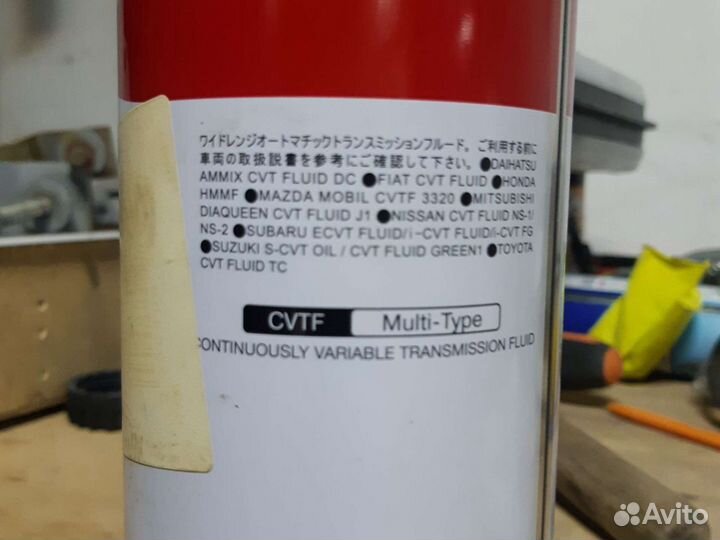 ワイドレンジオートマチックトランスミッションフルード。ご利用する前に
車両の取扱説書を参考にご確認して下さい。●DAIHATSU
AMMIX CVT FLUID DC ●FIAT CVT FLUID ●HONDA
HMMF ●MAZDA MOBIL CVTF 3320 ●MITSUBISHI
DIAQUEEN CVT FLUID J1 ●NISSAN CVT FLUID NS-1/
NS-2 ●SUBARU ECVT FLUID/i-CVT FLUID/i-CVT FG
●SUZUKI S-CVT OIL / CVT FLUID GREEN1 ●TOYOTA
CVT FLUID TC
CVTF Multi-Type
CONTINUOUSLY VARIABLE TRANSMISSION FLUID
Avito